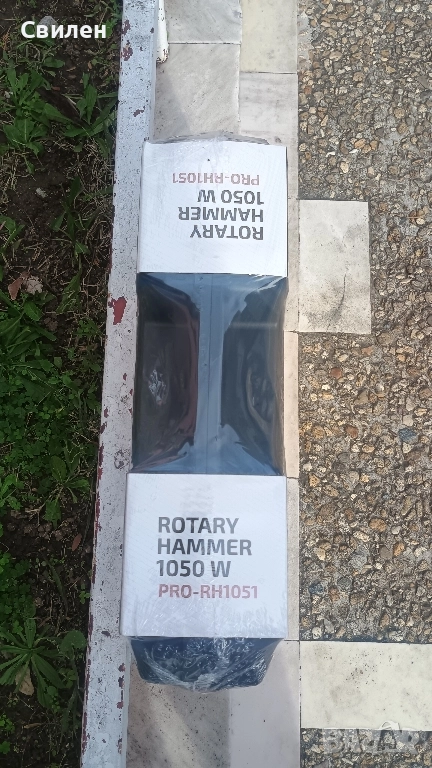 Свилен
PRO-RH1051
1050 W
HAMMER
ROTARY
ROTARY
HAMMER
1050 W
PRO-RH1051